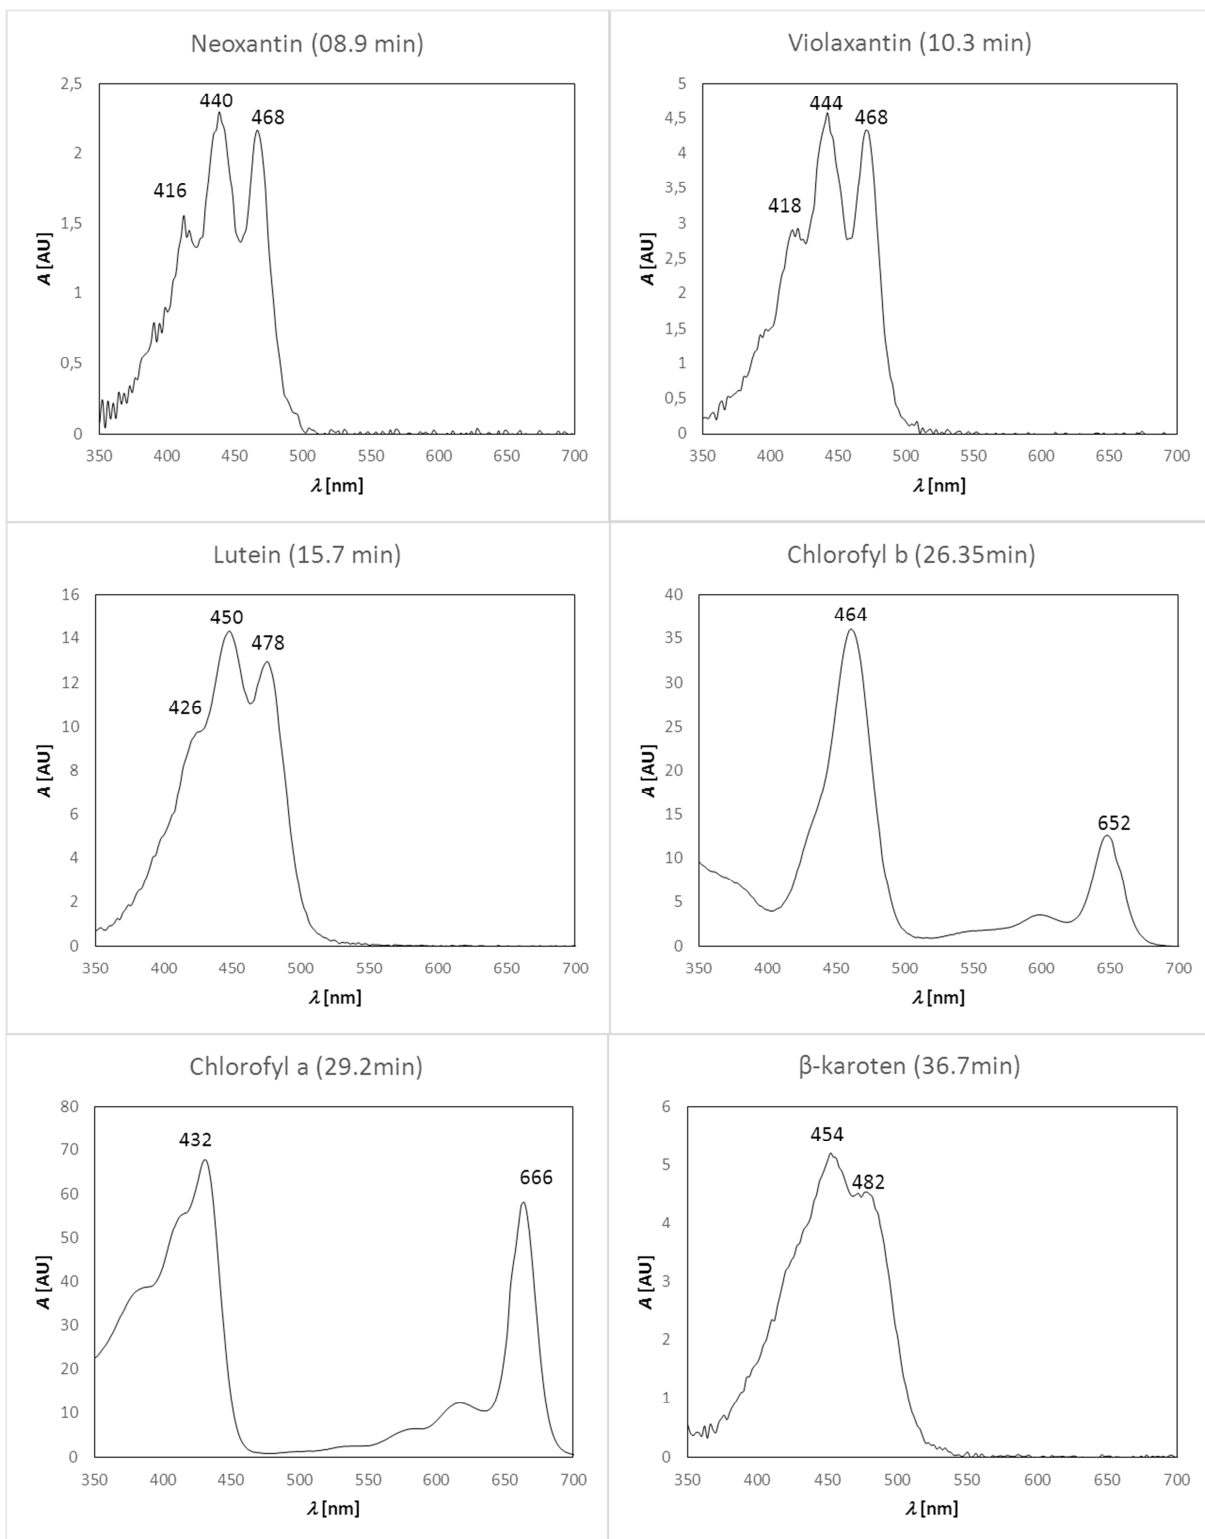 Neoxantin (08.9 min)
2,5
2
1,5
1
0,5
0
416
440
468
A [AU]
350 400 450 500 550 600 650 700
λ [nm]
Violaxantin (10.3 min)
5
4,5
4
3,5
3
2,5
2
1,5
1
0,5
0
418
444
468
A [AU]
350 400 450 500 550 600 650 700
λ [nm]
Lutein (15.7 min)
16
14
12
10
8
6
4
2
0
426
450
478
A [AU]
350 400 450 500 550 600 650 700
λ [nm]
Chlorofyl b (26.35min)
40
35
30
25
20
15
10
5
0
464
652
A [AU]
350 400 450 500 550 600 650 700
λ [nm]
Chlorofyl a (29.2min)
80
70
60
50
40
30
20
10
0
432
666
A [AU]
350 400 450 500 550 600 650 700
λ [nm]
β-karoten (36.7min)
6
5
4
3
2
1
0
454
482
A [AU]
350 400 450 500 550 600 650 700
λ [nm]